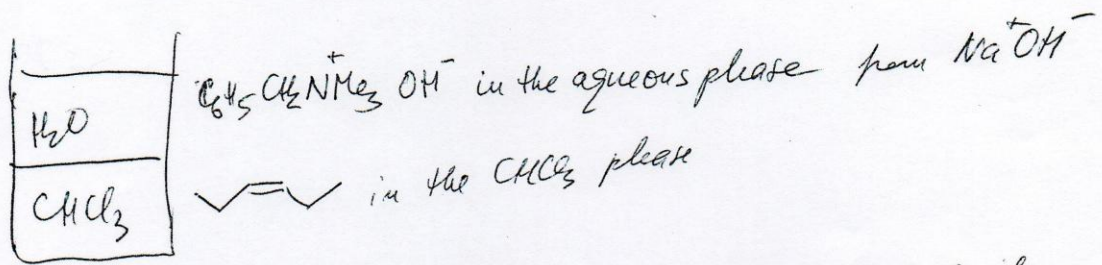 C₆H₅CH₂N⁺Me₃ OH⁻ in the aqueous phase from Na⁺OH⁻
H₂O
CHCl₃ in the CHCl₃ phase